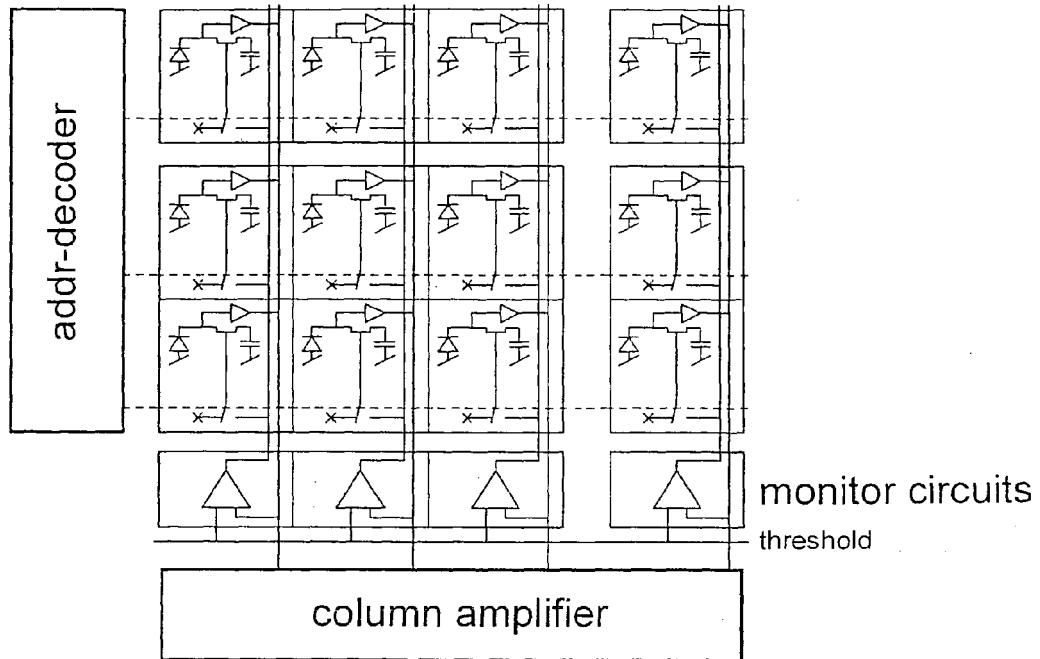 addr-decoder
monitor circuits
threshold
column amplifier